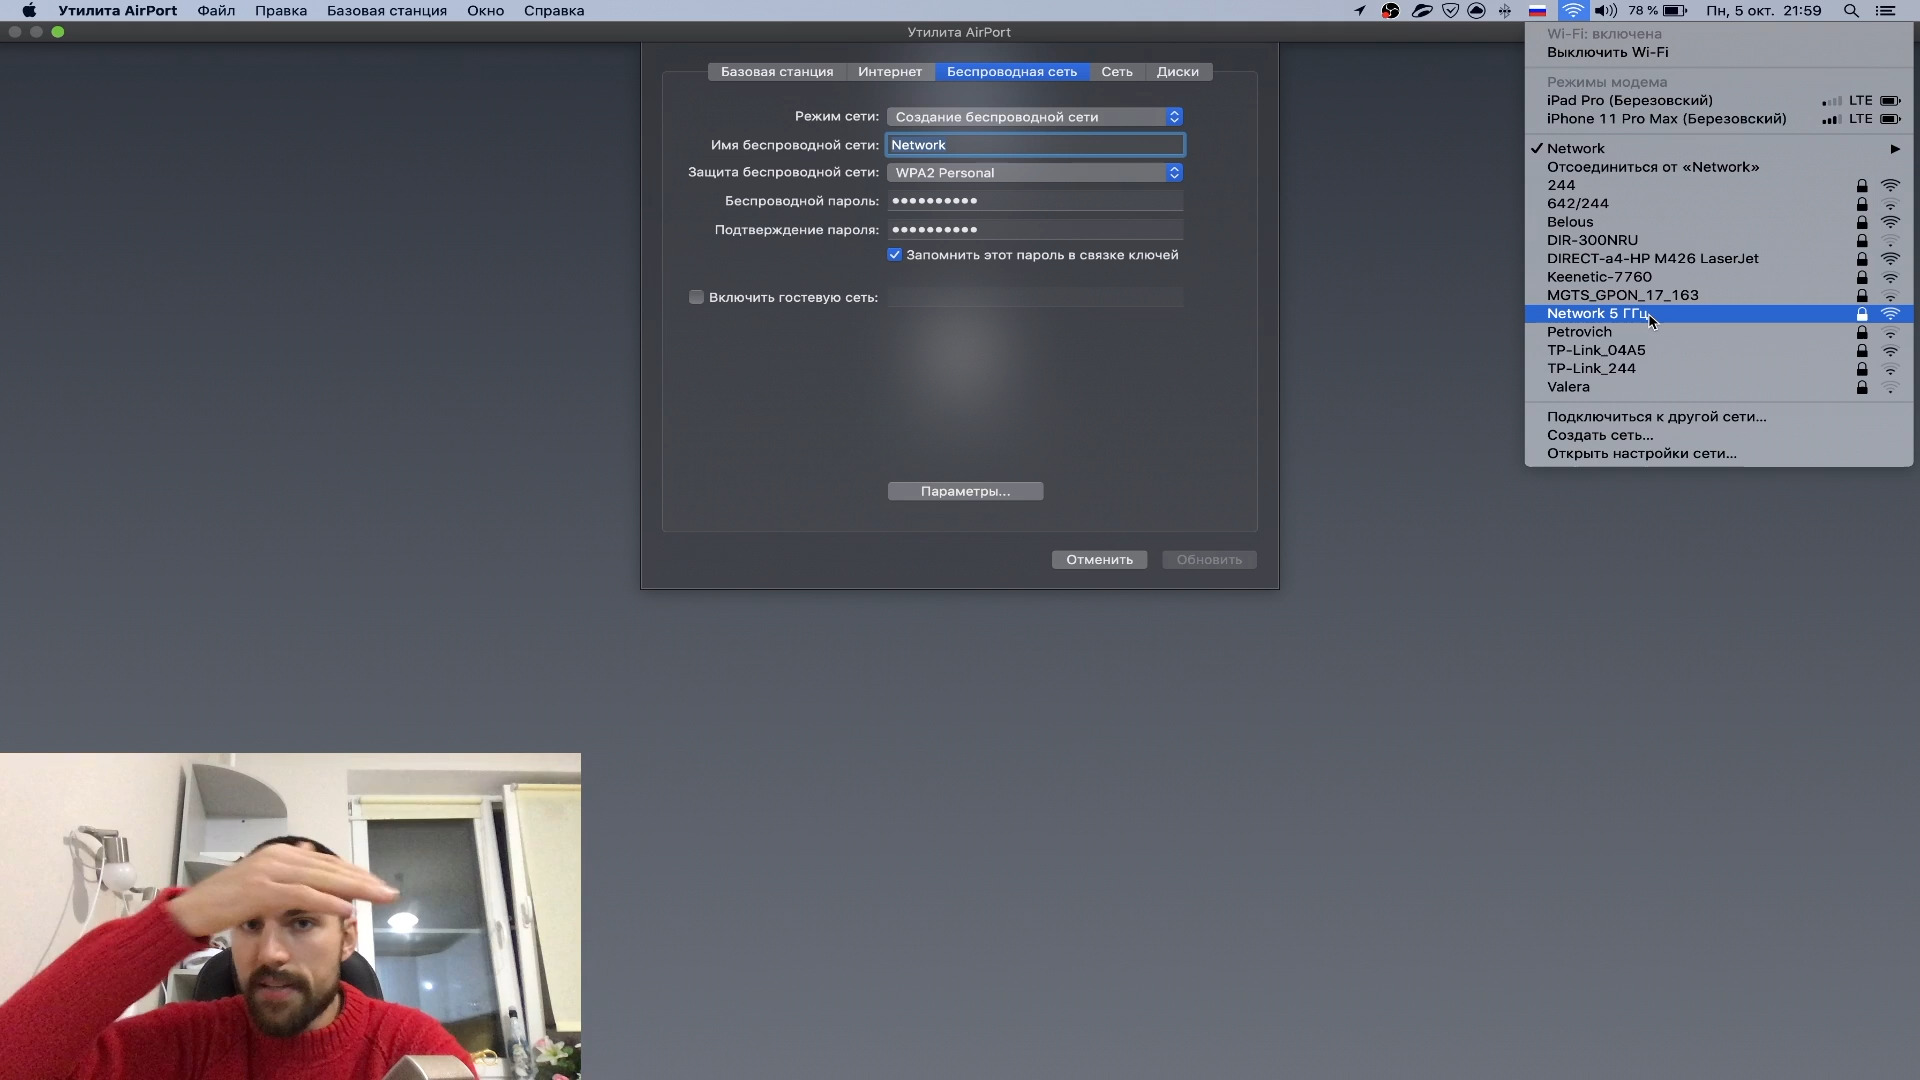 Утилита AirPort Файл Правка Базовая станция Окно Справка 78 % Пн, 5 окт. 21:59
Утилита AirPort
Базовая станция Интернет Беспроводная сеть Сеть Диски
Режим сети: Создание беспроводной сети
Имя беспроводной сети: Network
Защита беспроводной сети: WPA2 Personal
Беспроводной пароль: ●●●●●●●●●●
Подтверждение пароля: ●●●●●●●●●●
Запомнить этот пароль в связке ключей
Включить гостевую сеть:
Параметры...
Отменить Обновить
Wi-Fi: включена
Выключить Wi-Fi
Режимы модема
iPad Pro (Березовский) LTE
iPhone 11 Pro Max (Березовский) LTE
Network
Отсоединиться от «Network»
244
642/244
Belous
DIR-300NRU
DIRECT-a4-HP M426 LaserJet
Keenetic-7760
MGTS_GPON_17_163
Network 5 ГГц
Petrovich
TP-Link_04A5
TP-Link_244
Valera
Подключиться к другой сети...
Создать сеть...
Открыть настройки сети...